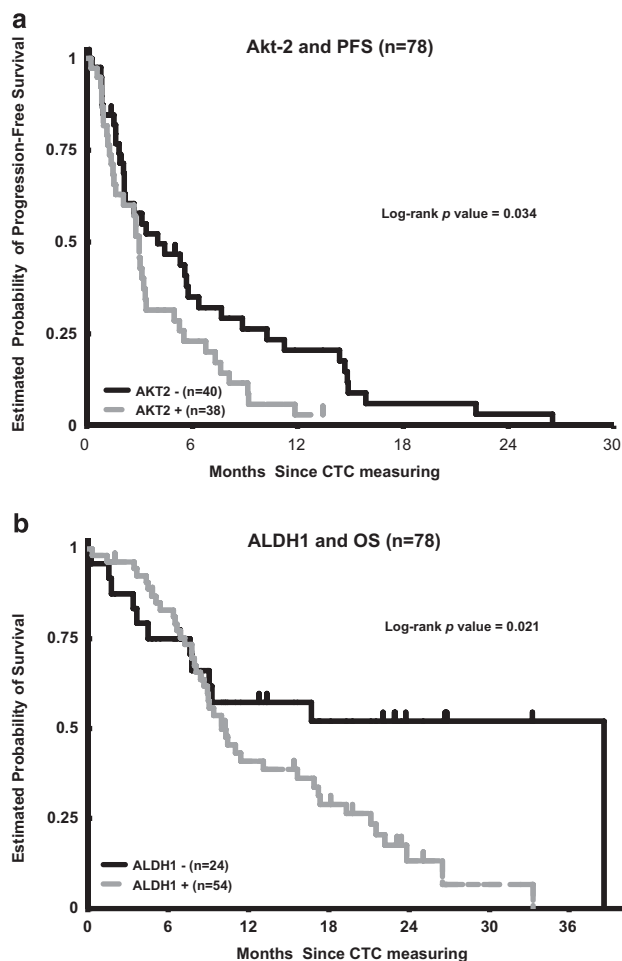 a
Akt-2 and PFS (n=78)
Estimated Probability of Progression-Free Survival
1
0.75
0.5
0.25
0
Log-rank p value = 0.034
AKT2 - (n=40)
AKT2 + (n=38)
0 6 12 18 24 30
Months Since CTC measuring
b
ALDH1 and OS (n=78)
Estimated Probability of Survival
1
0.75
0.5
0.25
0
Log-rank p value = 0.021
ALDH1 - (n=24)
ALDH1 + (n=54)
0 6 12 18 24 30 36
Months Since CTC measuring